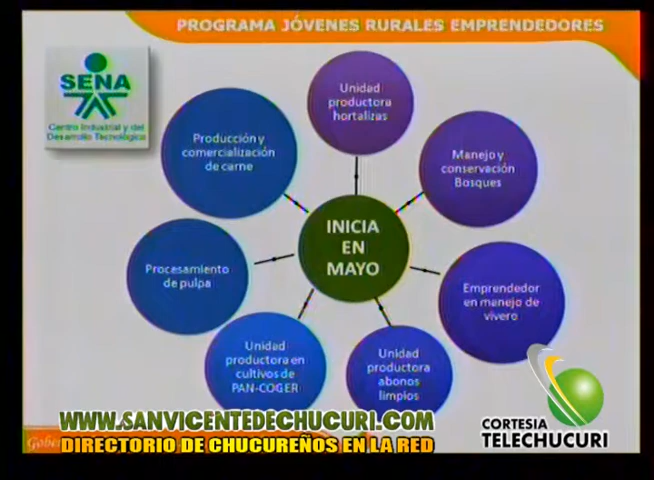 PROGRAMA JÓVENES RURALES EMPRENDEDORES
SENA
Centro Industrial y del
Desarrollo Tecnológico
Unidad
productora
hortalizas
Producción y
comercialización
de carne
Manejo y
conservación
Bosques
INICIA
EN
MAYO
Procesamiento
de pulpa
Emprendedor
en manejo de
vivero
Unidad
productora en
cultivos de
PAN-COGER
Unidad
productora
abonos
limpios
WWW.SANVICENTEDECHUCURI.COM
DIRECTORIO DE CHUCUREÑOS EN LA RED
CORTESIA
TELECHUCURI